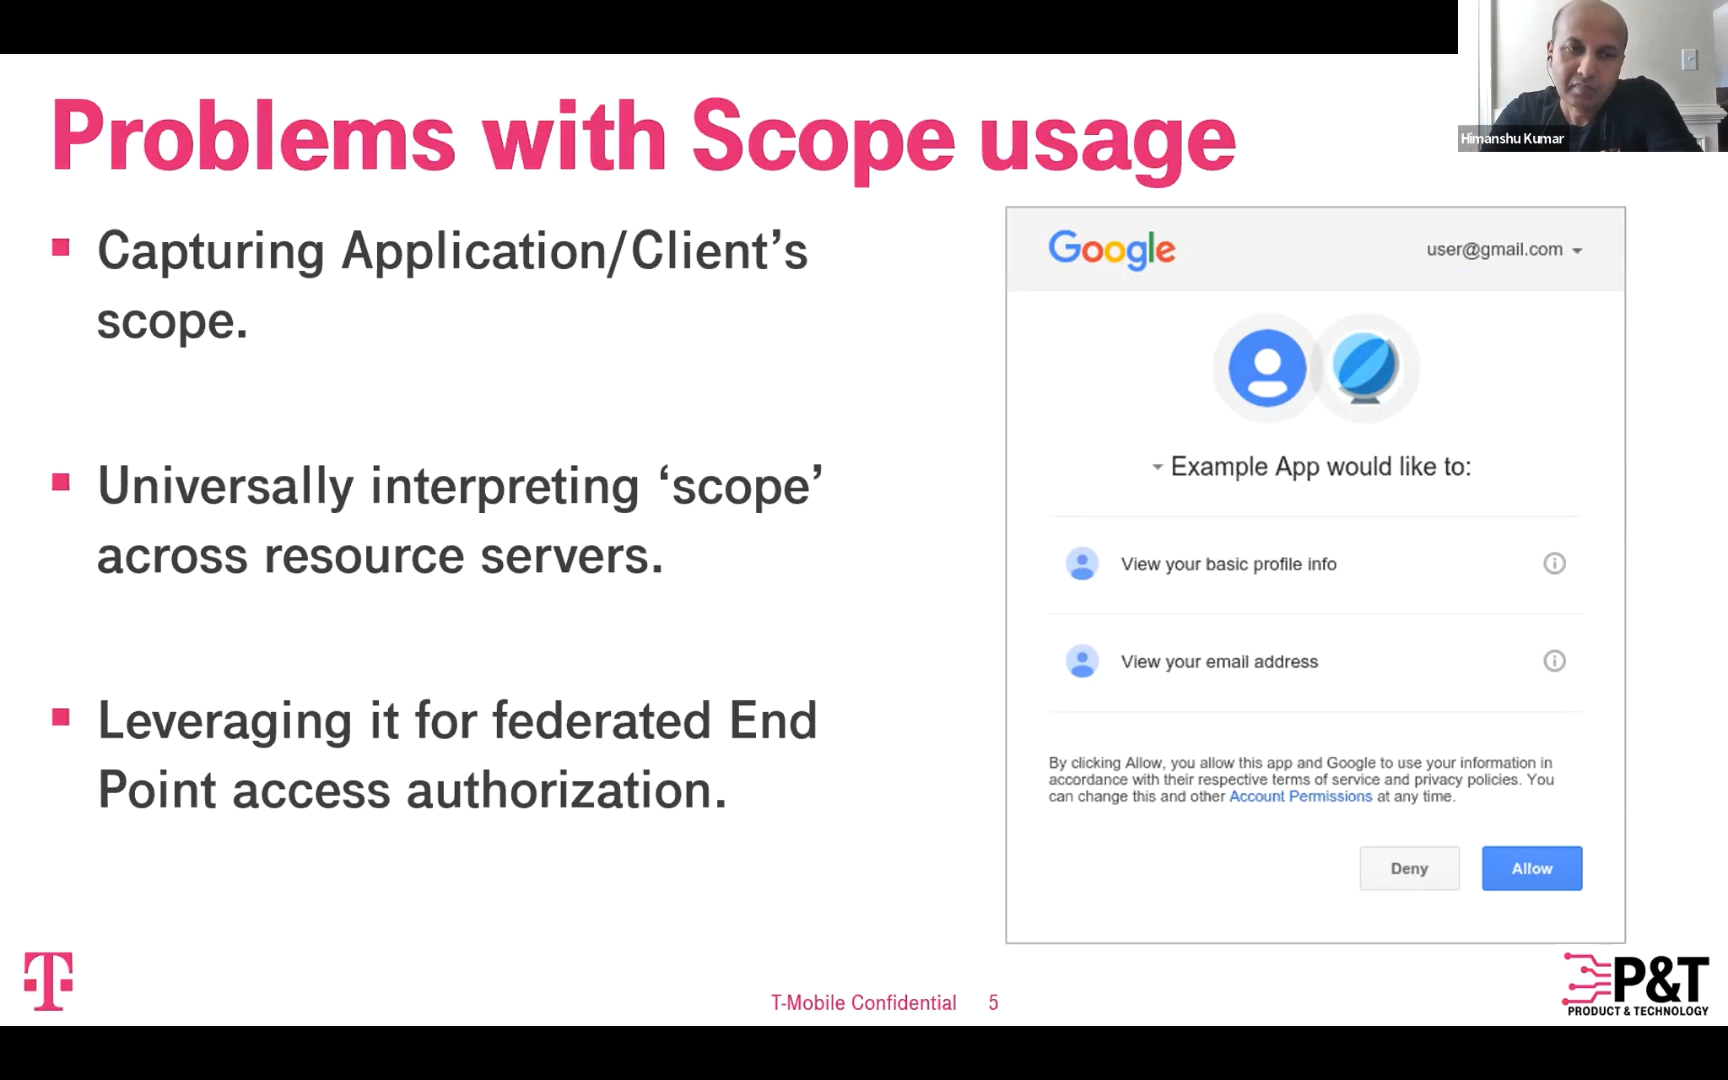 Himanshu Kumar
Problems with Scope usage
▪ Capturing Application/Client’s
scope.
▪ Universally interpreting ‘scope’
across resource servers.
▪ Leveraging it for federated End
Point access authorization.
Google
user@gmail.com
Example App would like to:
View your basic profile info
View your email address
By clicking Allow, you allow this app and Google to use your information in
accordance with their respective terms of service and privacy policies. You
can change this and other Account Permissions at any time.
Deny
Allow
T
T-Mobile Confidential 5
P&T
PRODUCT & TECHNOLOGY